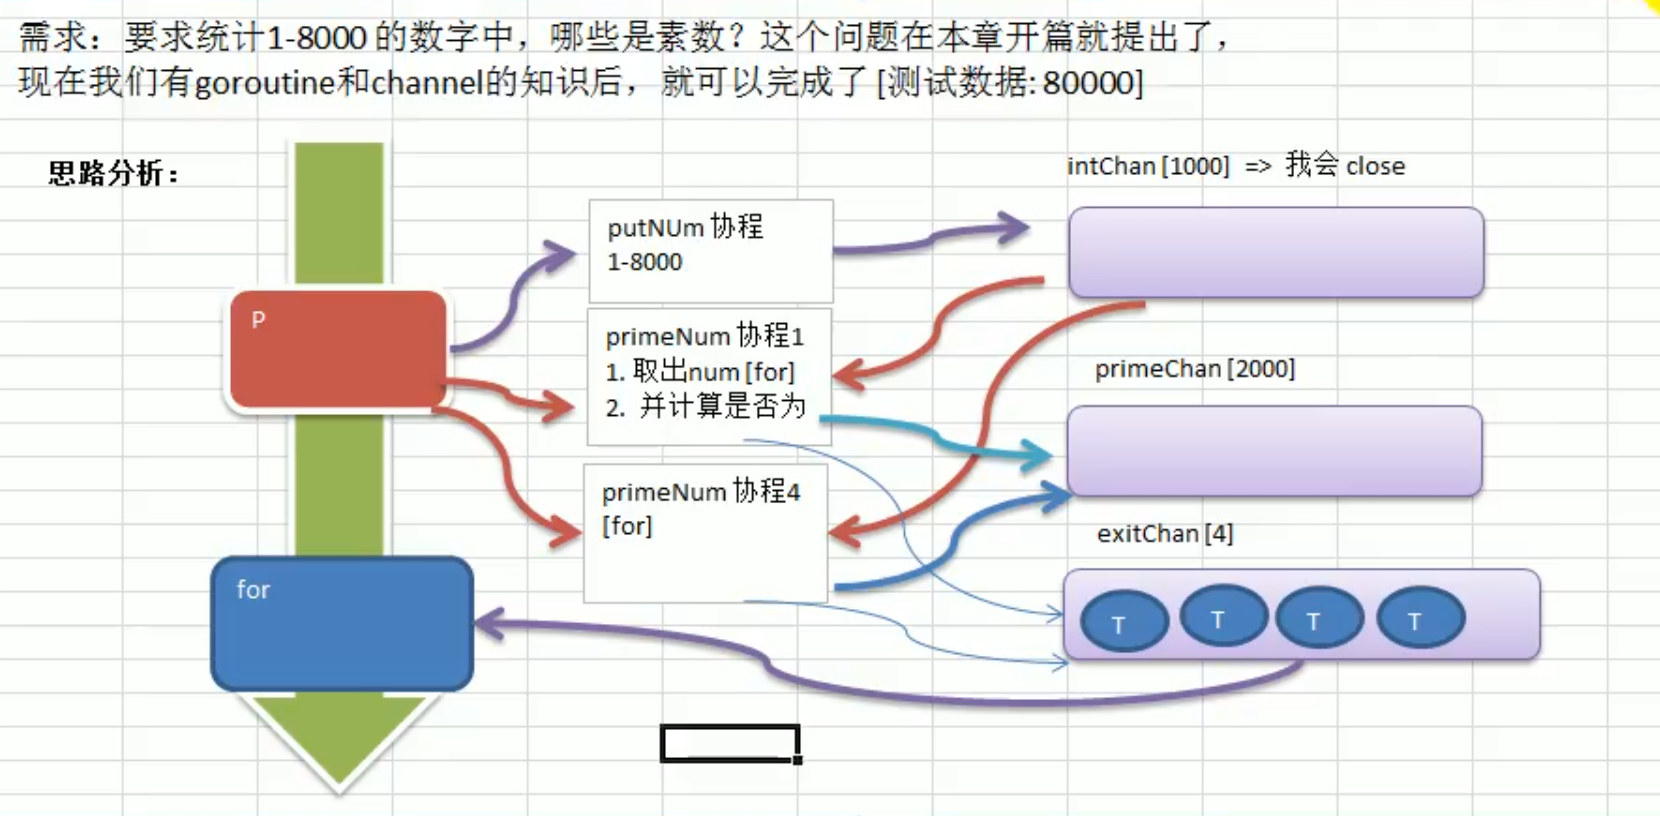 需求：要求统计1-8000 的数字中，哪些是素数？这个问题在本章开篇就提出了，
现在我们有goroutine和channel的知识后，就可以完成了 [测试数据: 80000]
思路分析：
intChan [1000] => 我会 close
putNUm 协程
1-8000
P
primeNum 协程1
1. 取出num [for]
2. 并计算是否为
primeChan [2000]
primeNum 协程4
[for]
exitChan [4]
for
T T T T